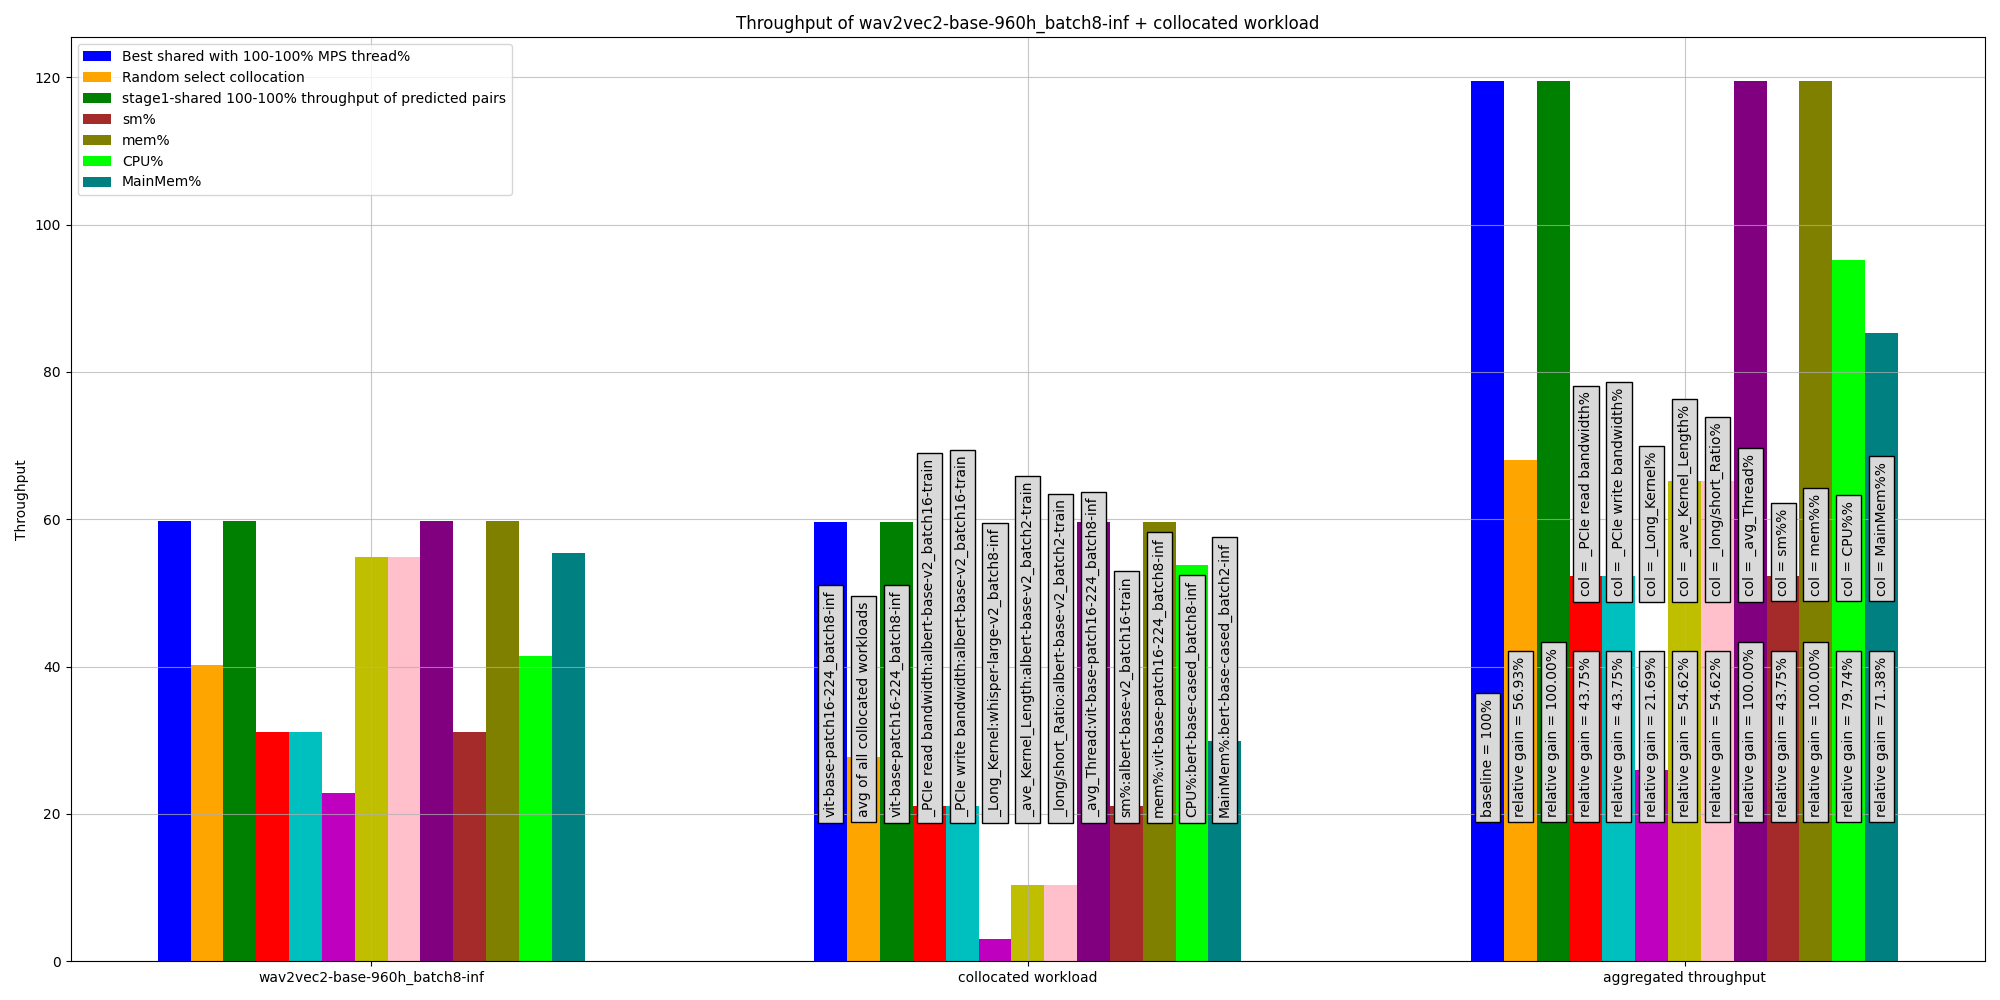 Throughput of wav2vec2-base-960h_batch8-inf + collocated workload
Best shared with 100-100% MPS thread%
Random select collocation
stage1-shared 100-100% throughput of predicted pairs
sm%
mem%
CPU%
MainMem%
Throughput
120
100
80
60
40
20
0
vit-base-patch16-224_batch8-inf
avg of all collocated workloads
vit-base-patch16-224_batch8-inf
_PCIe read bandwidth:albert-base-v2_batch16-train
_PCIe write bandwidth:albert-base-v2_batch16-train
_Long_Kernel:whisper-large-v2_batch8-inf
_ave_Kernel_Length:albert-base-v2_batch2-train
_long/short_Ratio:albert-base-v2_batch2-train
_avg_Thread:vit-base-patch16-224_batch8-inf
sm%:albert-base-v2_batch16-train
mem%:vit-base-patch16-224_batch8-inf
CPU%:bert-base-cased_batch8-inf
MainMem%:bert-base-cased_batch2-inf
col = _PCIe read bandwidth%
col = _PCIe write bandwidth%
col = _Long_Kernel%
col = _ave_Kernel_Length%
col = _long/short_Ratio%
col = _avg_Thread%
col = sm%%
col = mem%%
col = CPU%%
col = MainMem%%
baseline = 100%
relative gain = 56.93%
relative gain = 100.00%
relative gain = 43.75%
relative gain = 43.75%
relative gain = 21.69%
relative gain = 54.62%
relative gain = 54.62%
relative gain = 100.00%
relative gain = 43.75%
relative gain = 100.00%
relative gain = 79.74%
relative gain = 71.38%
wav2vec2-base-960h_batch8-inf
collocated workload
aggregated throughput